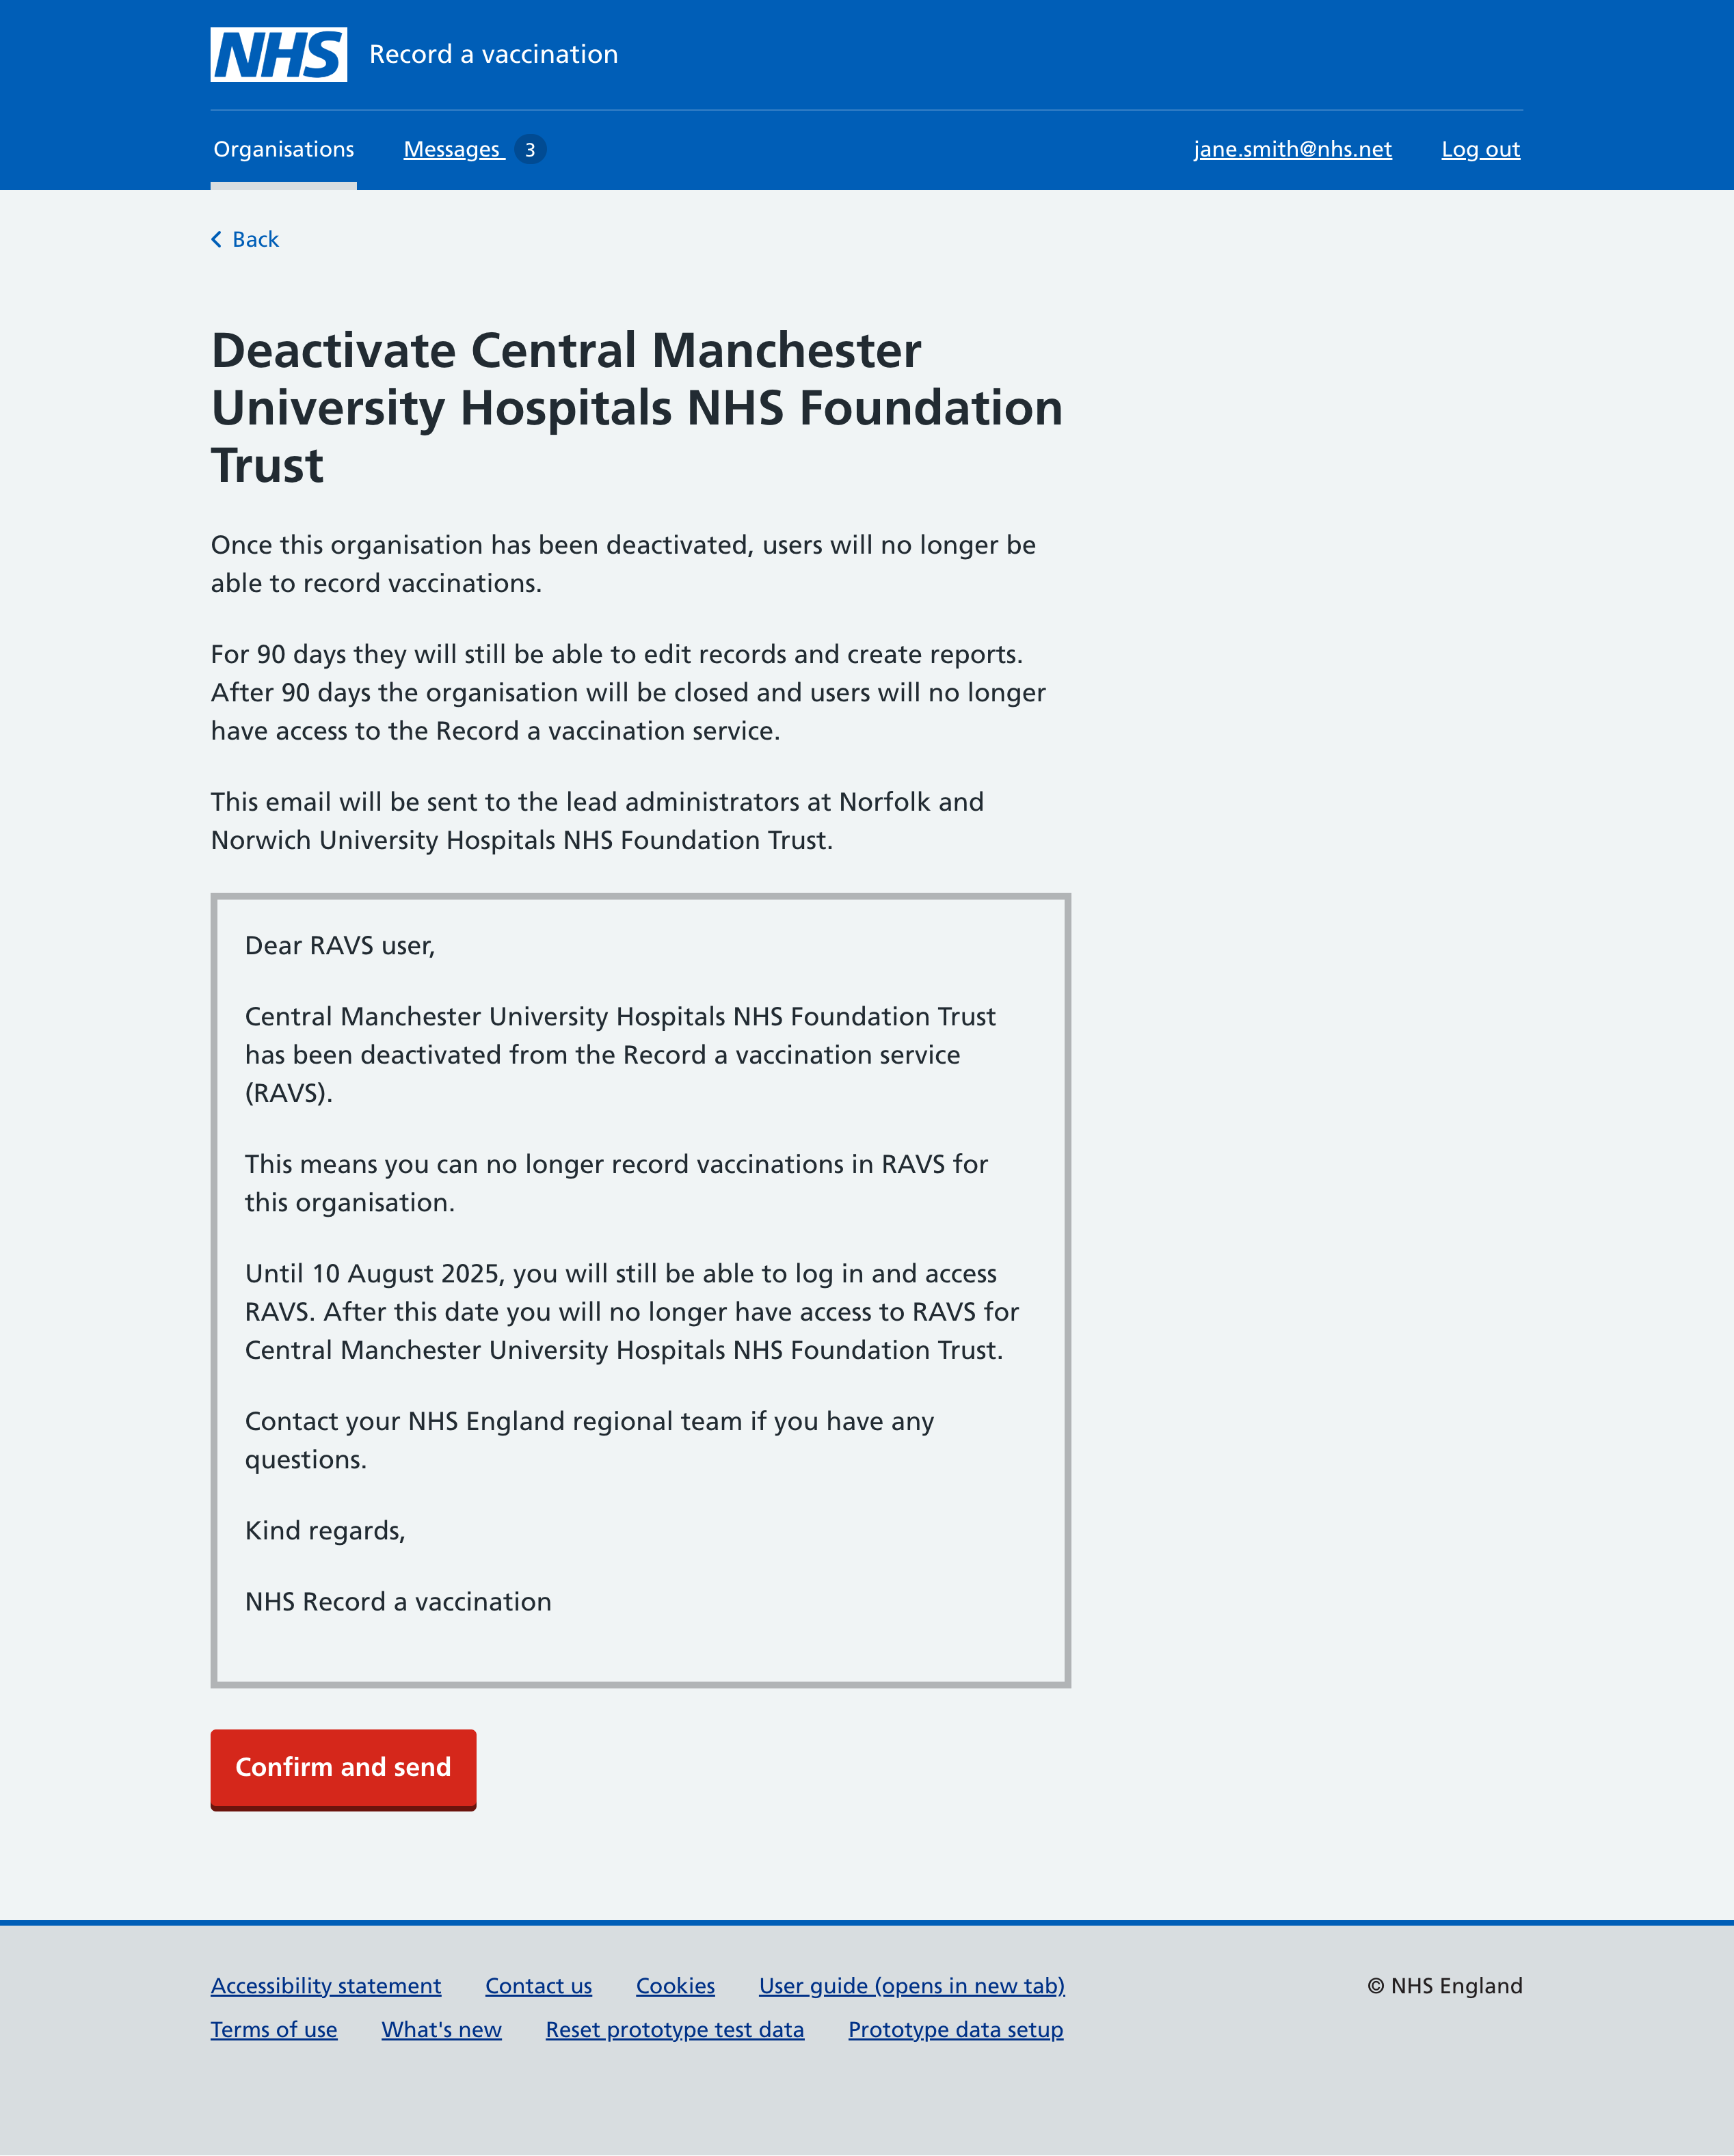 NHS Record a vaccination
Organisations Messages 3 jane.smith@nhs.net Log out
Back
Deactivate Central Manchester
University Hospitals NHS Foundation
Trust
Once this organisation has been deactivated, users will no longer be
able to record vaccinations.
For 90 days they will still be able to edit records and create reports.
After 90 days the organisation will be closed and users will no longer
have access to the Record a vaccination service.
This email will be sent to the lead administrators at Norfolk and
Norwich University Hospitals NHS Foundation Trust.
Dear RAVS user,
Central Manchester University Hospitals NHS Foundation Trust
has been deactivated from the Record a vaccination service
(RAVS).
This means you can no longer record vaccinations in RAVS for
this organisation.
Until 10 August 2025, you will still be able to log in and access
RAVS. After this date you will no longer have access to RAVS for
Central Manchester University Hospitals NHS Foundation Trust.
Contact your NHS England regional team if you have any
questions.
Kind regards,
NHS Record a vaccination
Confirm and send
Accessibility statement Contact us Cookies User guide (opens in new tab) © NHS England
Terms of use What's new Reset prototype test data Prototype data setup